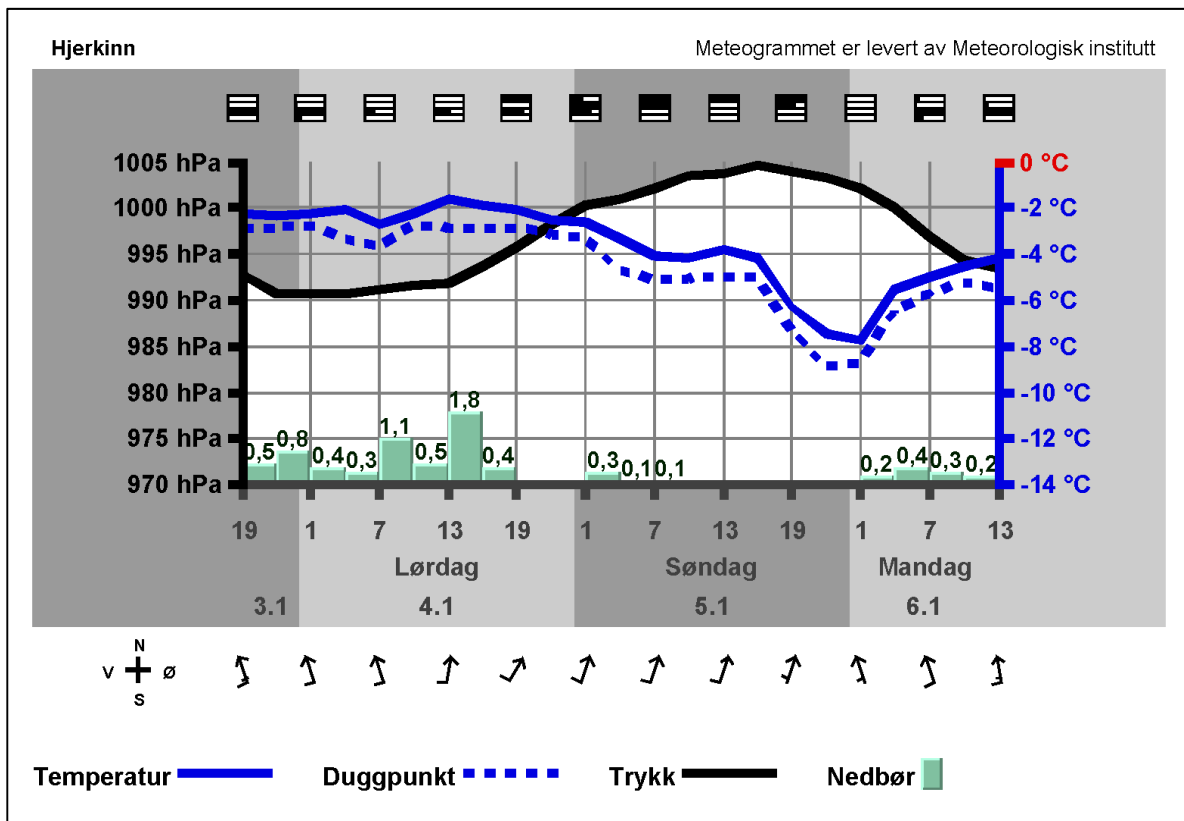 Hjerkinn Meteogrammet er levert av Meteorologisk institutt
1005 hPa 0 °C
1000 hPa -2 °C
995 hPa -4 °C
990 hPa -6 °C
985 hPa -8 °C
980 hPa -10 °C
975 hPa -12 °C
970 hPa -14 °C
0,5 0,8 0,4 0,3 1,1 0,5 1,8 0,4 0,3 0,1 0,1 0,2 0,4 0,3 0,2
19 1 7 13 19 1 7 13 19 1 7 13
Lørdag Søndag Mandag
3.1 4.1 5.1 6.1
N
V Ø
S
Temperatur Duggpunkt Trykk Nedbør